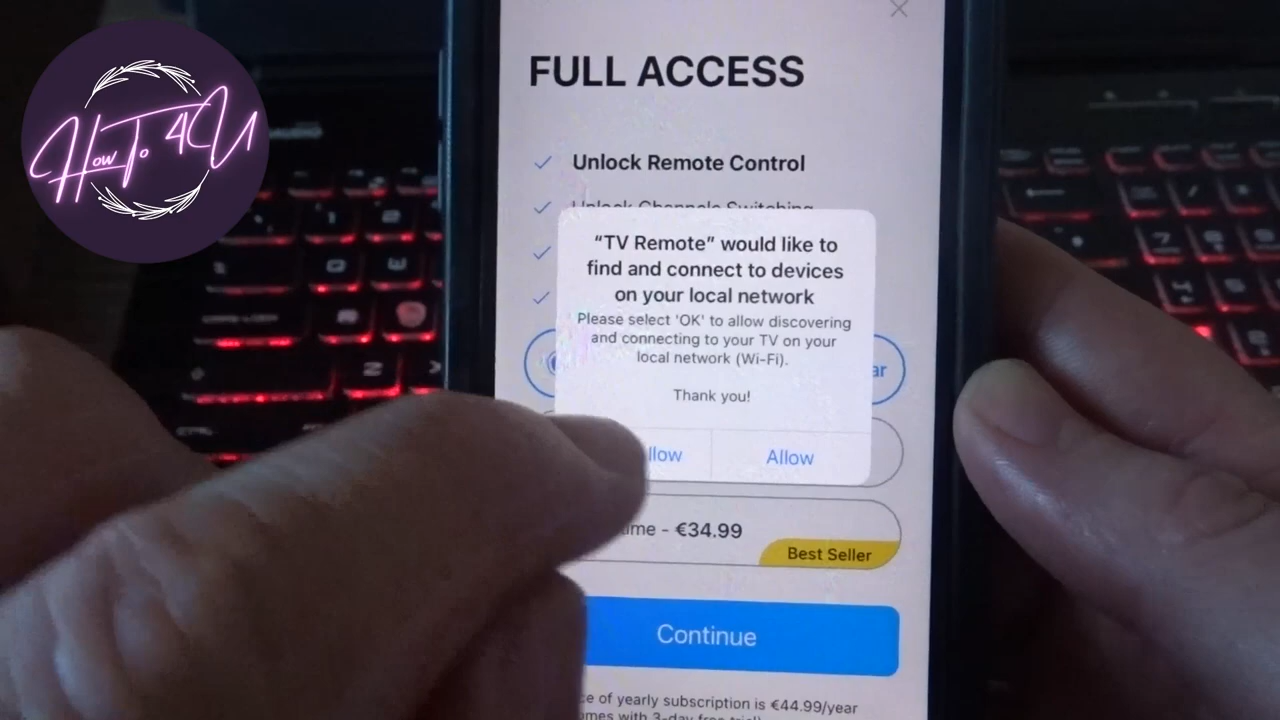 How To 4U
FULL ACCESS
Unlock Remote Control
Unlock Channels Switching
“TV Remote” would like to
find and connect to devices
on your local network
Please select 'OK' to allow discovering
and connecting to your TV on your
local network (Wi-Fi).
Thank you!
Allow
- €34.99
Best Seller
Continue
of yearly subscription is €44.99/year
with 3-day free trial